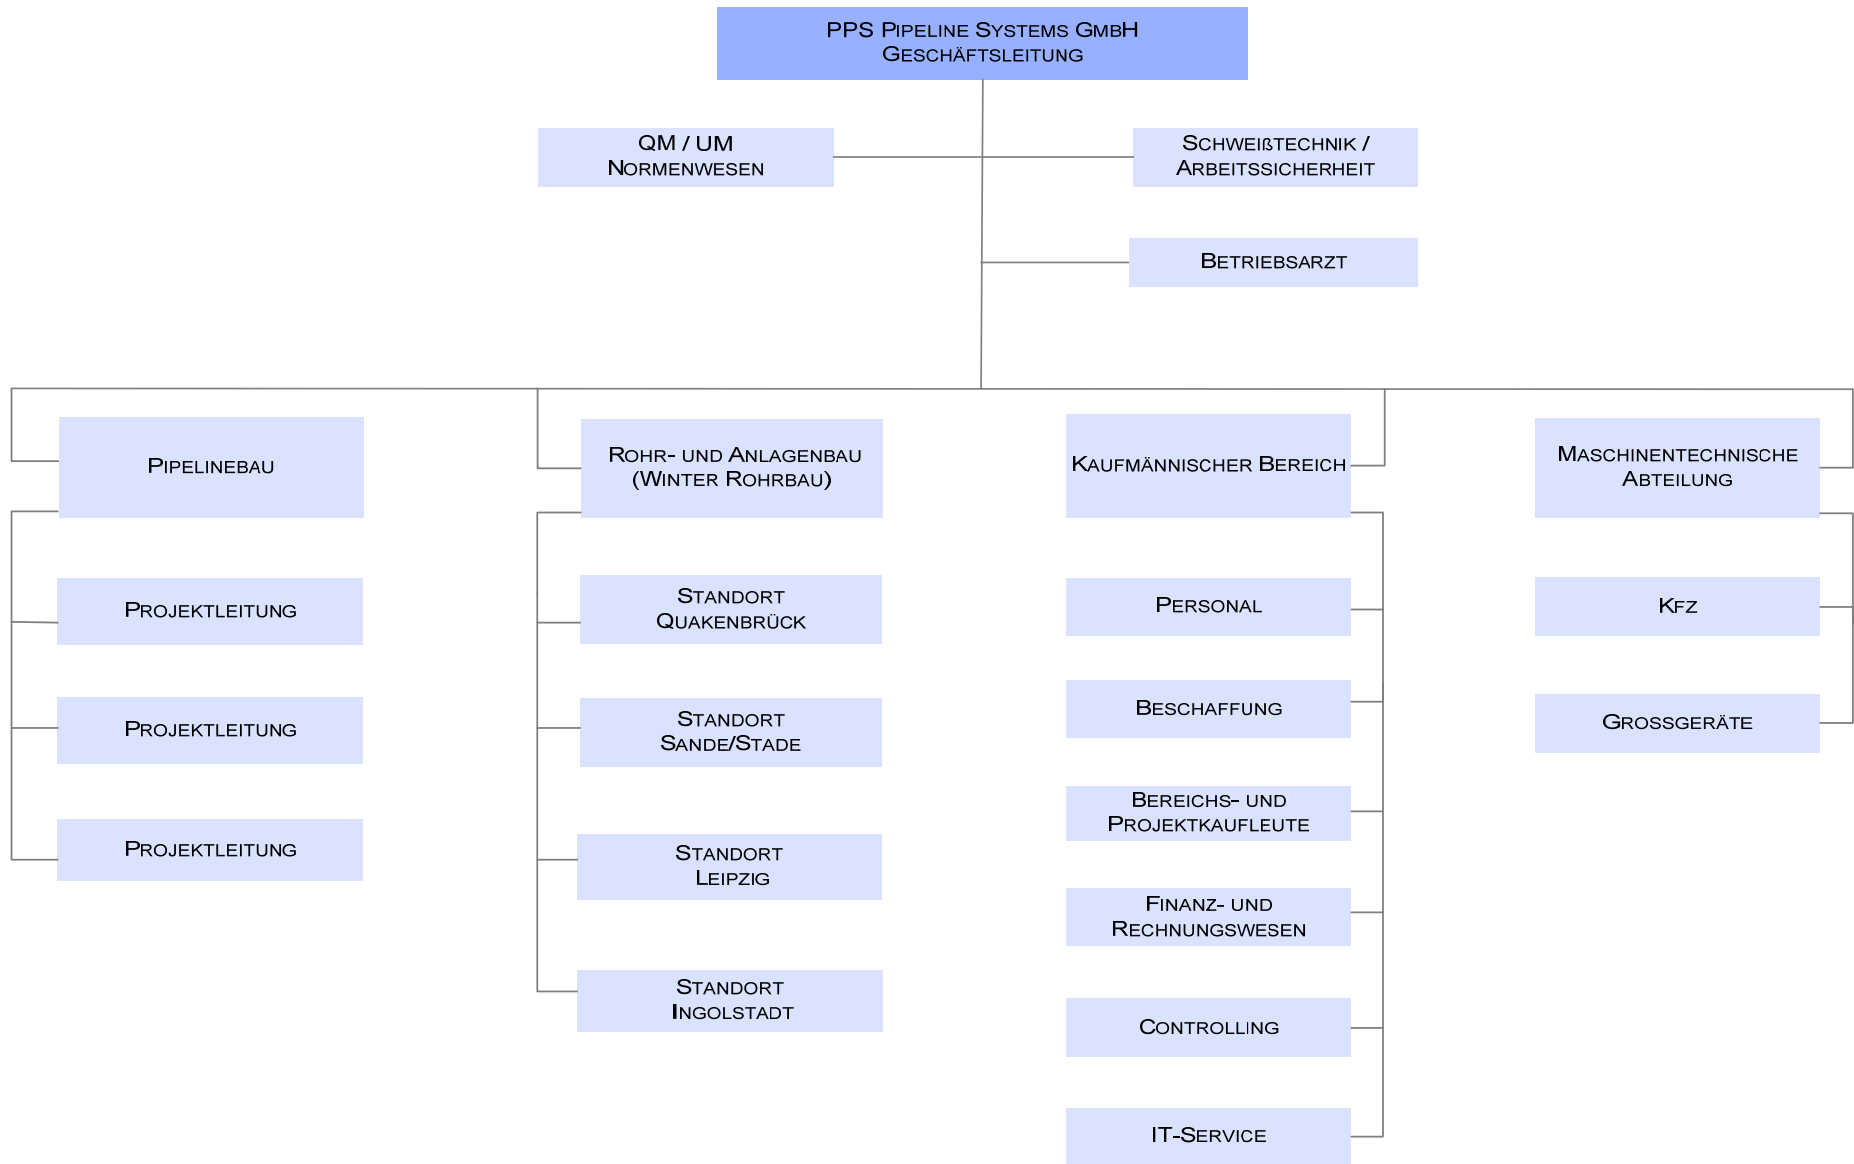 PPS Pipeline Systems GmbH
Geschäftsleitung
QM / UM
Normenwesen
Schweißtechnik /
Arbeitssicherheit
Betriebsarzt
Pipelinebau
Projektleitung
Projektleitung
Projektleitung
Rohr- und Anlagenbau
(Winter Rohrbau)
Standort
Quakenbrück
Standort
Sande/Stade
Standort
Leipzig
Standort
Ingolstadt
Kaufmännischer Bereich
Personal
Beschaffung
Bereichs- und
Projektkaufleute
Finanz- und
Rechnungswesen
Controlling
IT-Service
Maschinentechnische
Abteilung
Kfz
Grossgeräte